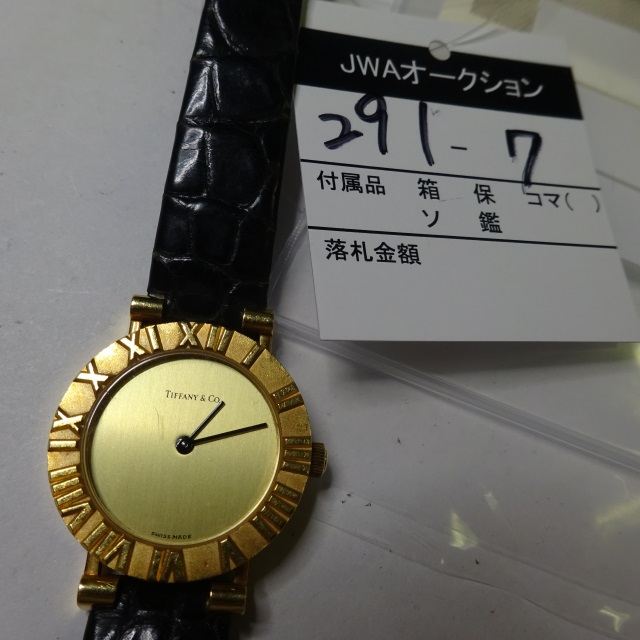 JWAオークション
291-7
付属品 箱 保 コマ( )
ソ 鑑
落札金額
TIFFANY & CO.
SWISS MADE